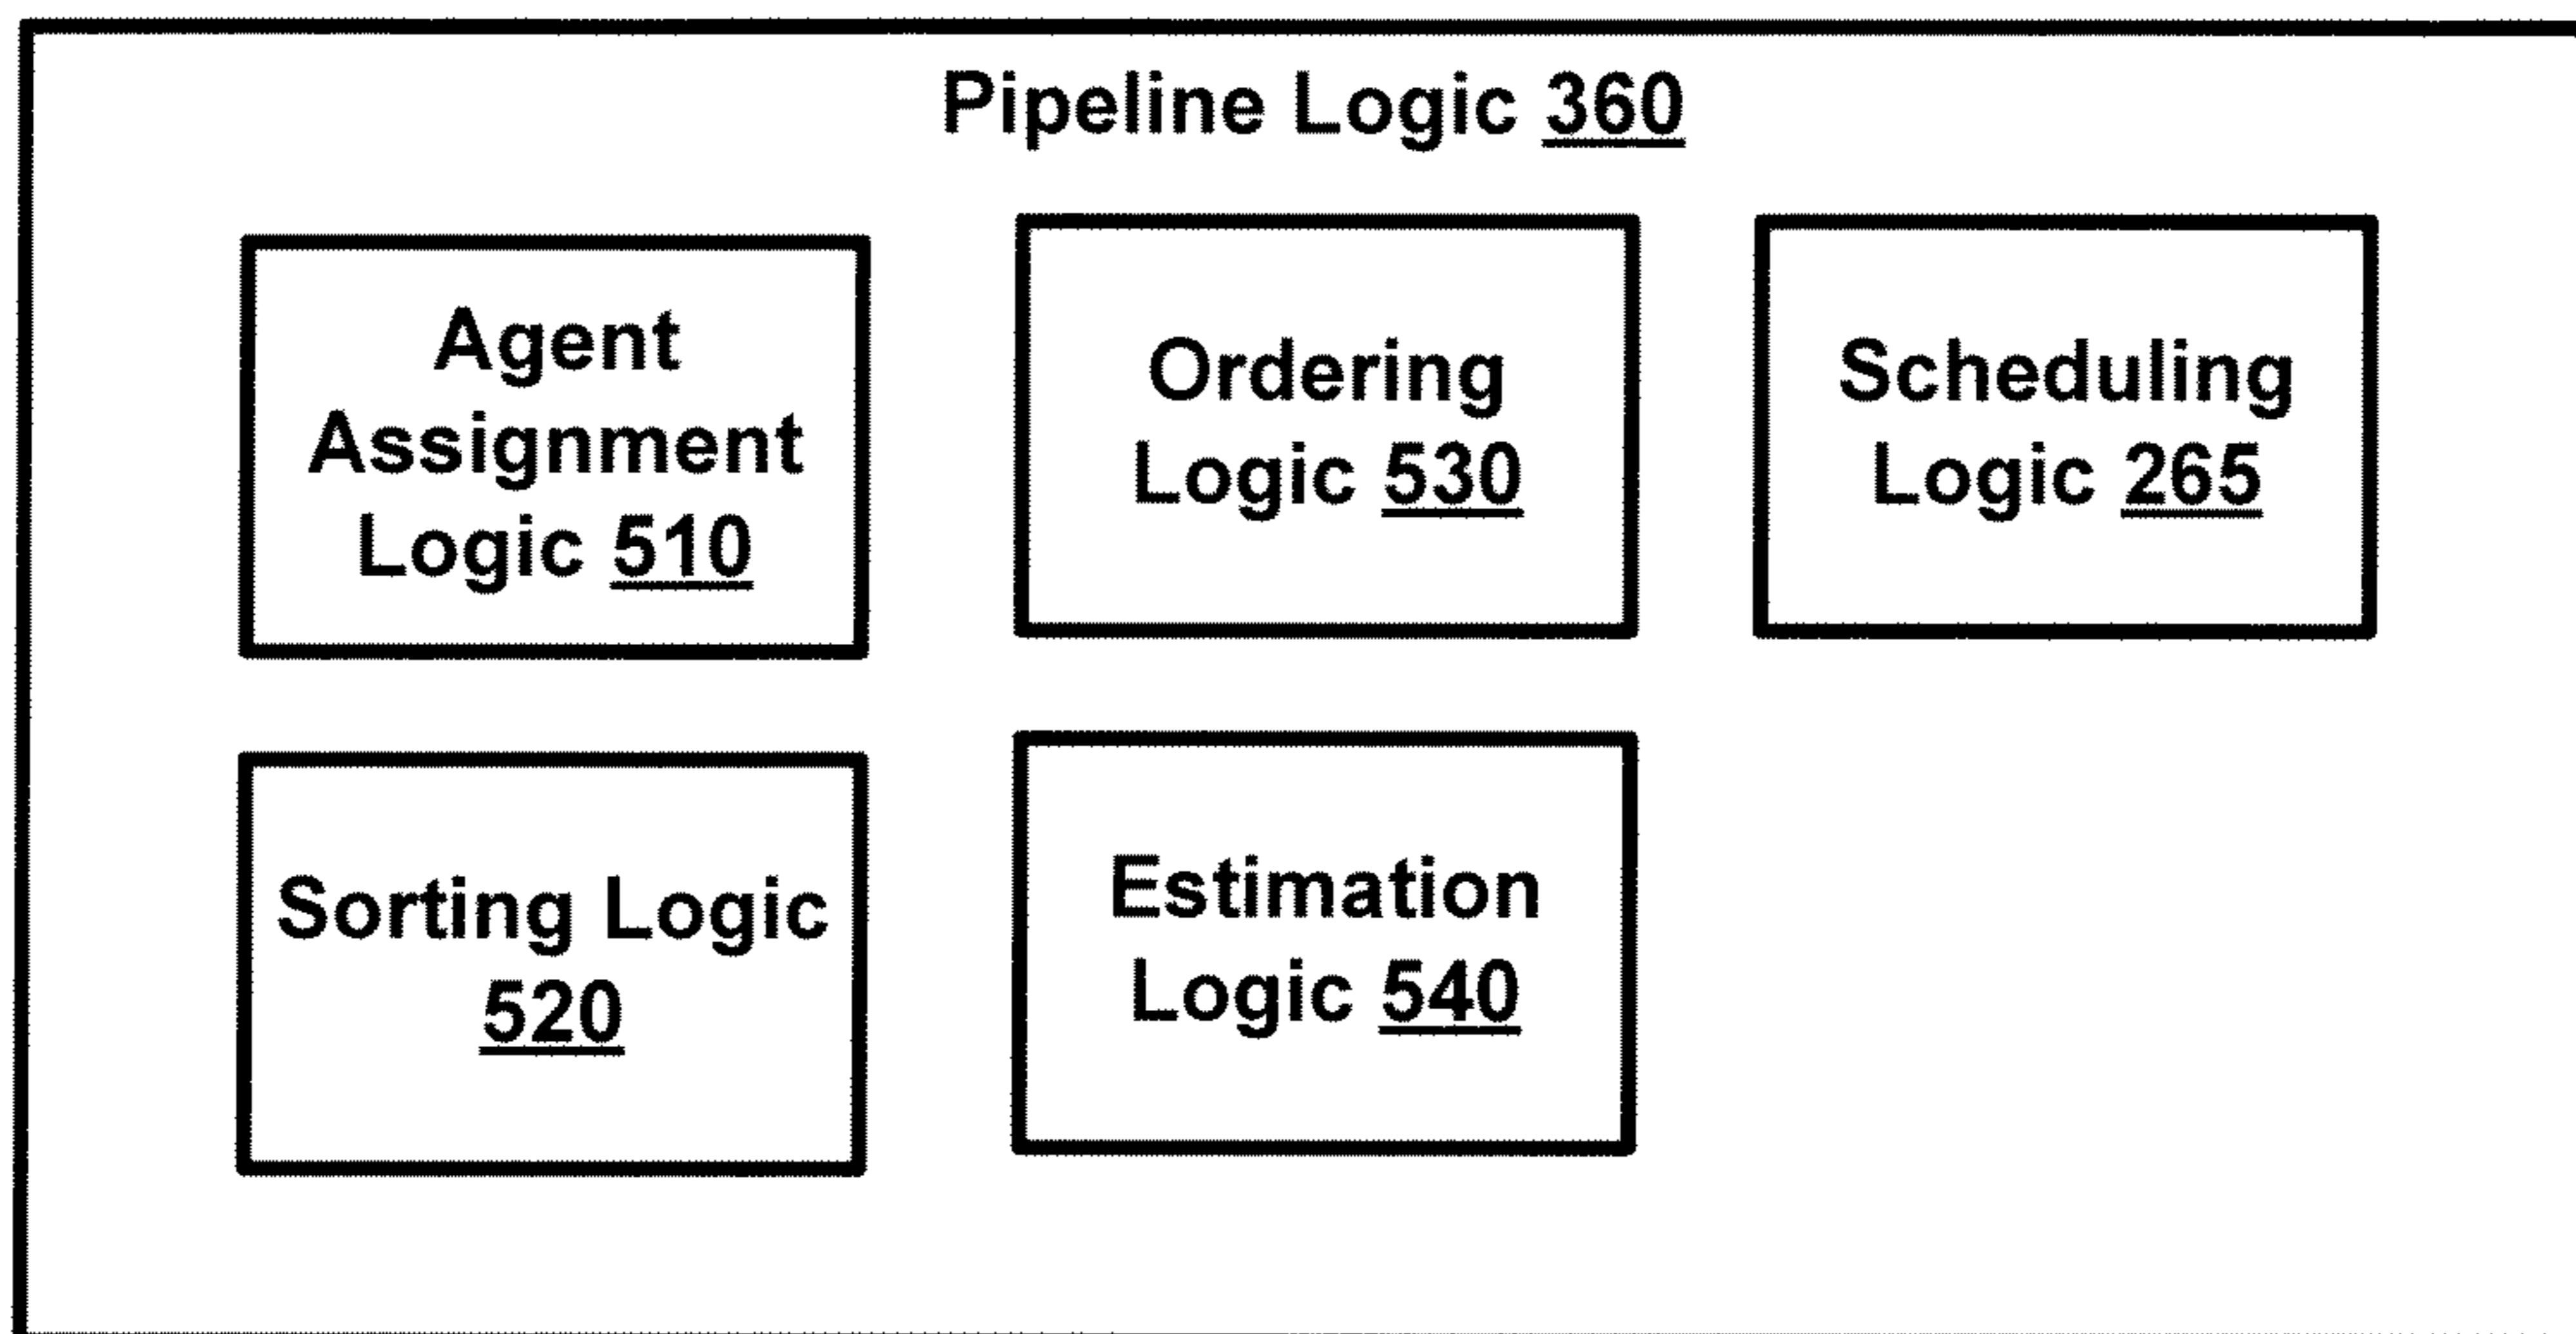 Pipeline Logic 360
Agent
Assignment
Logic 510
Ordering
Logic 530
Scheduling
Logic 265
Sorting Logic
520
Estimation
Logic 540